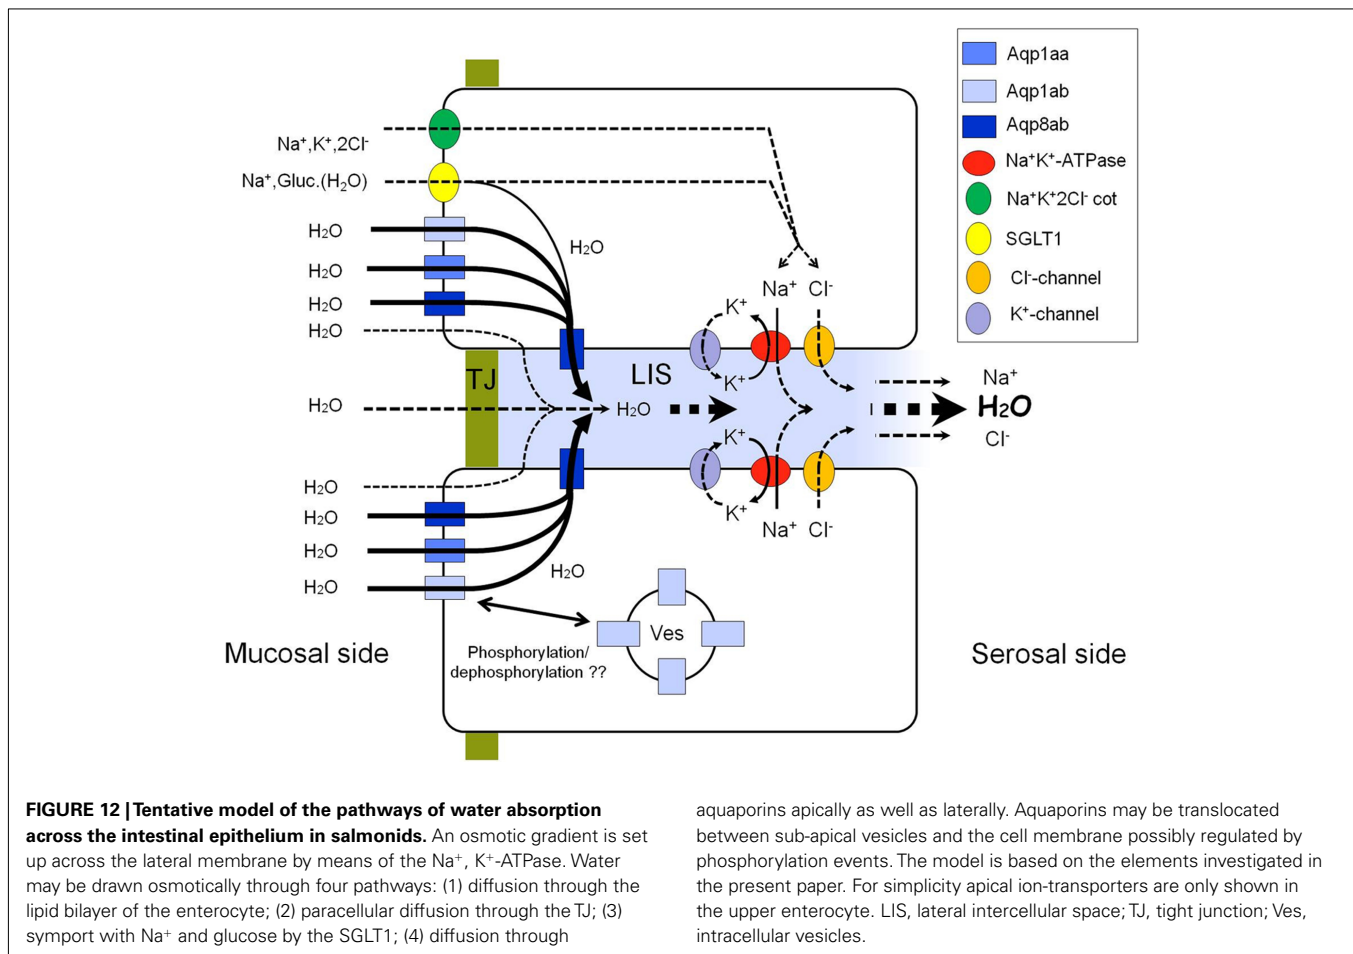 Aqp1aa
Aqp1ab
Aqp8ab
Na⁺K⁺-ATPase
Na⁺K⁺2Cl⁻ cot
SGLT1
Cl⁻-channel
K⁺-channel
Na⁺,K⁺,2Cl⁻
Na⁺,Gluc.(H₂O)
H₂O
H₂O
H₂O
H₂O
H₂O
Na⁺ Cl⁻
K⁺
K⁺
TJ
LIS
H₂O
H₂O
Na⁺
H₂O
Cl⁻
K⁺
K⁺
Na⁺ Cl⁻
H₂O
H₂O
H₂O
H₂O
H₂O
Ves
Phosphorylation/
dephosphorylation ??
Mucosal side
Serosal side
FIGURE 12 | Tentative model of the pathways of water absorption
across the intestinal epithelium in salmonids. An osmotic gradient is set
up across the lateral membrane by means of the Na⁺, K⁺-ATPase. Water
may be drawn osmotically through four pathways: (1) diffusion through the
lipid bilayer of the enterocyte; (2) paracellular diffusion through the TJ; (3)
symport with Na⁺ and glucose by the SGLT1; (4) diffusion through
aquaporins apically as well as laterally. Aquaporins may be translocated
between sub-apical vesicles and the cell membrane possibly regulated by
phosphorylation events. The model is based on the elements investigated in
the present paper. For simplicity apical ion-transporters are only shown in
the upper enterocyte. LIS, lateral intercellular space; TJ, tight junction; Ves,
intracellular vesicles.